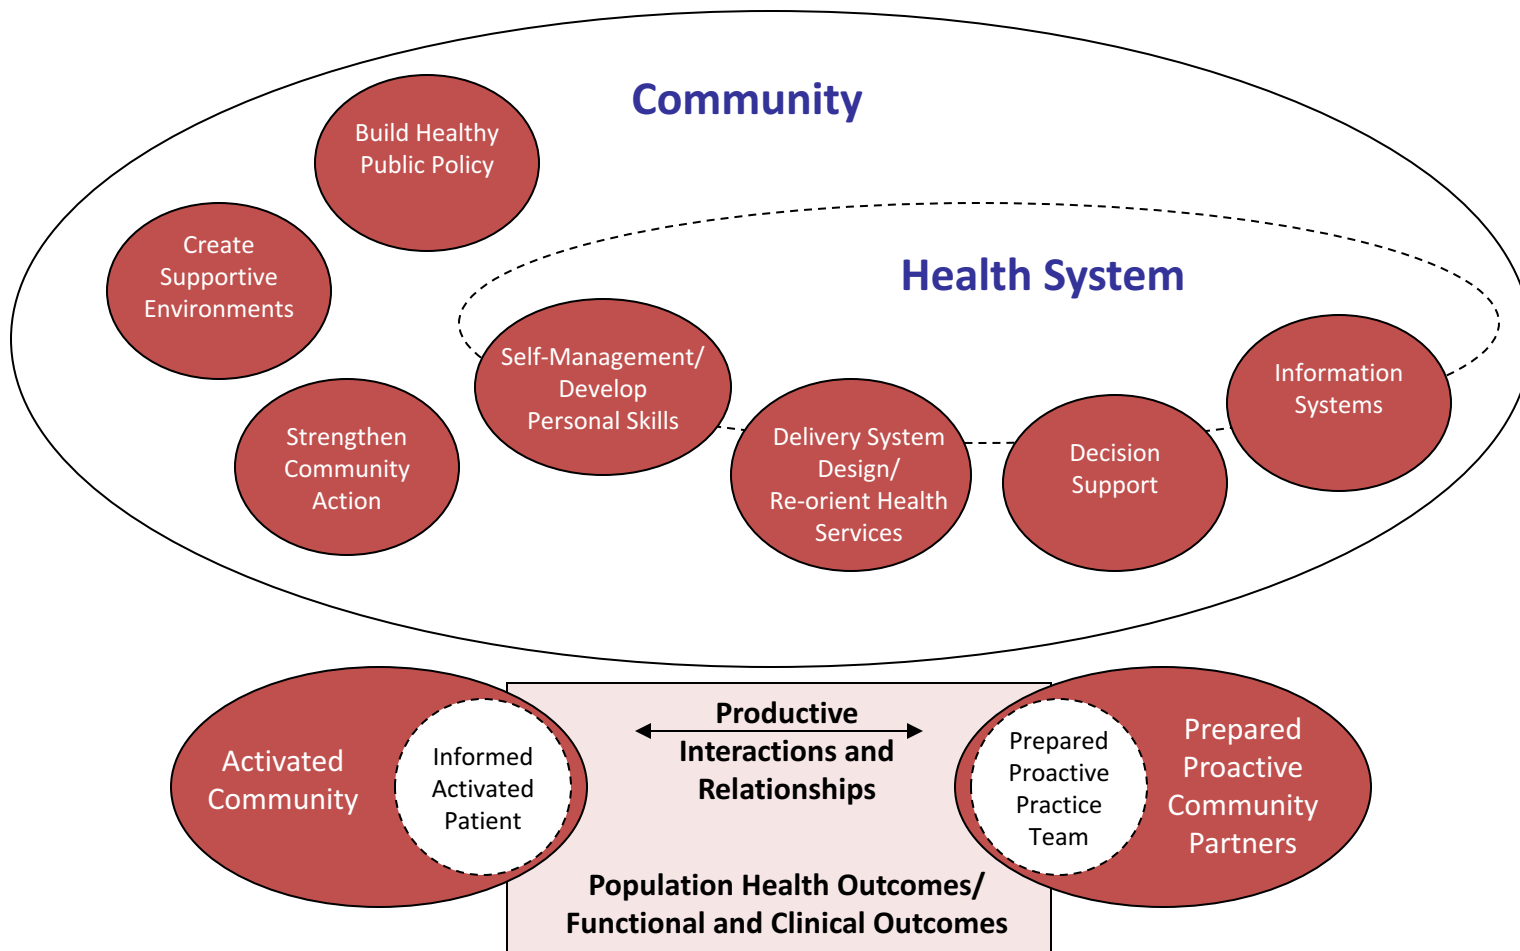 Community
Build Healthy
Public Policy
Create
Supportive
Environments
Health System
Self-Management/
Develop
Personal Skills
Information
Systems
Strengthen
Community
Action
Delivery System
Design/
Re-orient Health
Services
Decision
Support
Activated
Community
Informed
Activated
Patient
Productive
Interactions and
Relationships
Prepared
Proactive
Practice
Team
Prepared
Proactive
Community
Partners
Population Health Outcomes/
Functional and Clinical Outcomes